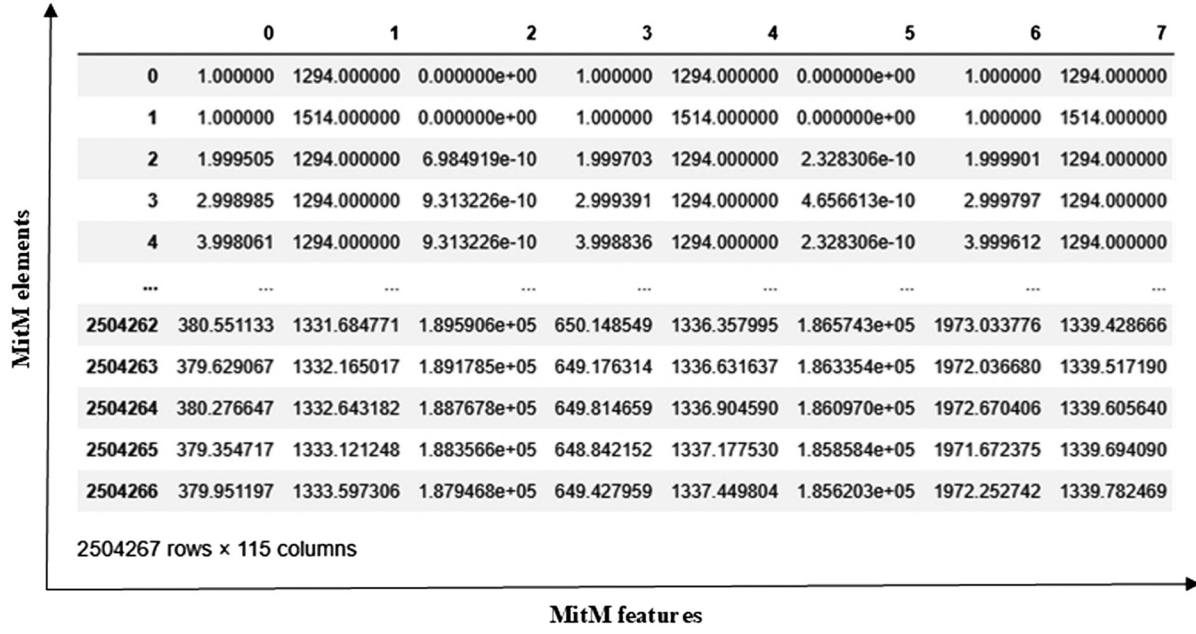 0 1 2 3 4 5 6 7
0 1.000000 1294.000000 0.000000e+00 1.000000 1294.000000 0.000000e+00 1.000000 1294.000000
1 1.000000 1514.000000 0.000000e+00 1.000000 1514.000000 0.000000e+00 1.000000 1514.000000
2 1.999505 1294.000000 6.984919e-10 1.999703 1294.000000 2.328306e-10 1.999901 1294.000000
3 2.998985 1294.000000 9.313226e-10 2.999391 1294.000000 4.656613e-10 2.999797 1294.000000
4 3.998061 1294.000000 9.313226e-10 3.998836 1294.000000 2.328306e-10 3.999612 1294.000000
... ... ... ... ... ... ... ... ...
2504262 380.551133 1331.684771 1.895906e+05 650.148549 1336.357995 1.865743e+05 1973.033776 1339.428666
2504263 379.629067 1332.165017 1.891785e+05 649.176314 1336.631637 1.863354e+05 1972.036680 1339.517190
2504264 380.276647 1332.643182 1.887678e+05 649.814659 1336.904590 1.860970e+05 1972.670406 1339.605640
2504265 379.354717 1333.121248 1.883566e+05 648.842152 1337.177530 1.858584e+05 1971.672375 1339.694090
2504266 379.951197 1333.597306 1.879468e+05 649.427959 1337.449804 1.856203e+05 1972.252742 1339.782469
2504267 rows × 115 columns
MitM elements
MitM features